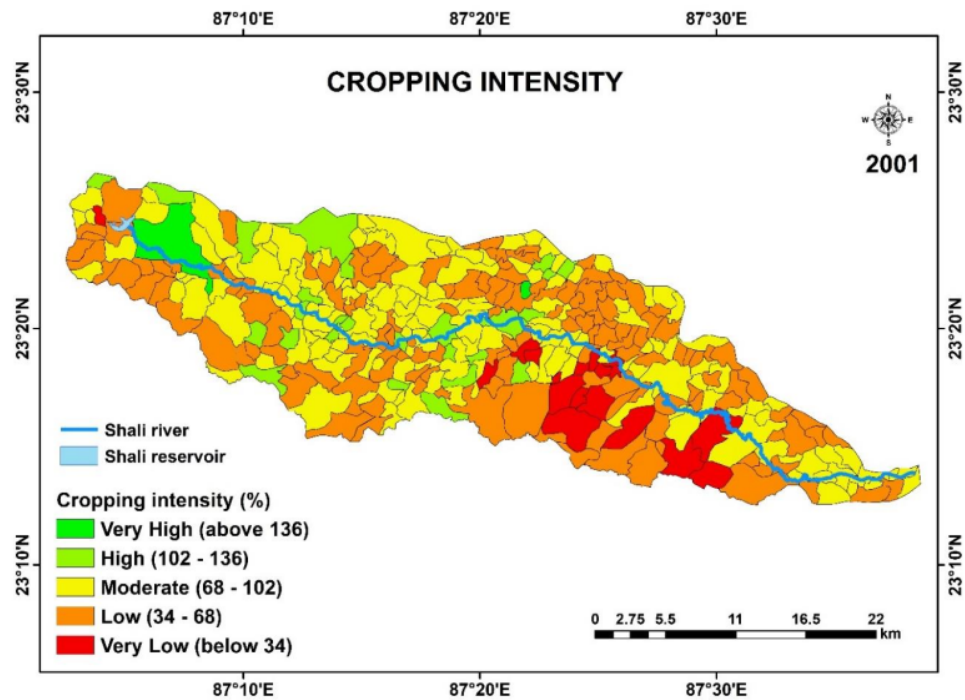 87°10'E 87°20'E 87°30'E
23°30'N 23°30'N
CROPPING INTENSITY
N
W E
S
2001
23°20'N 23°20'N
Shali river
Shali reservoir
Cropping intensity (%)
Very High (above 136)
High (102 - 136)
Moderate (68 - 102)
Low (34 - 68)
Very Low (below 34)
23°10'N 23°10'N
0 2.75 5.5 11 16.5 22
km
87°10'E 87°20'E 87°30'E